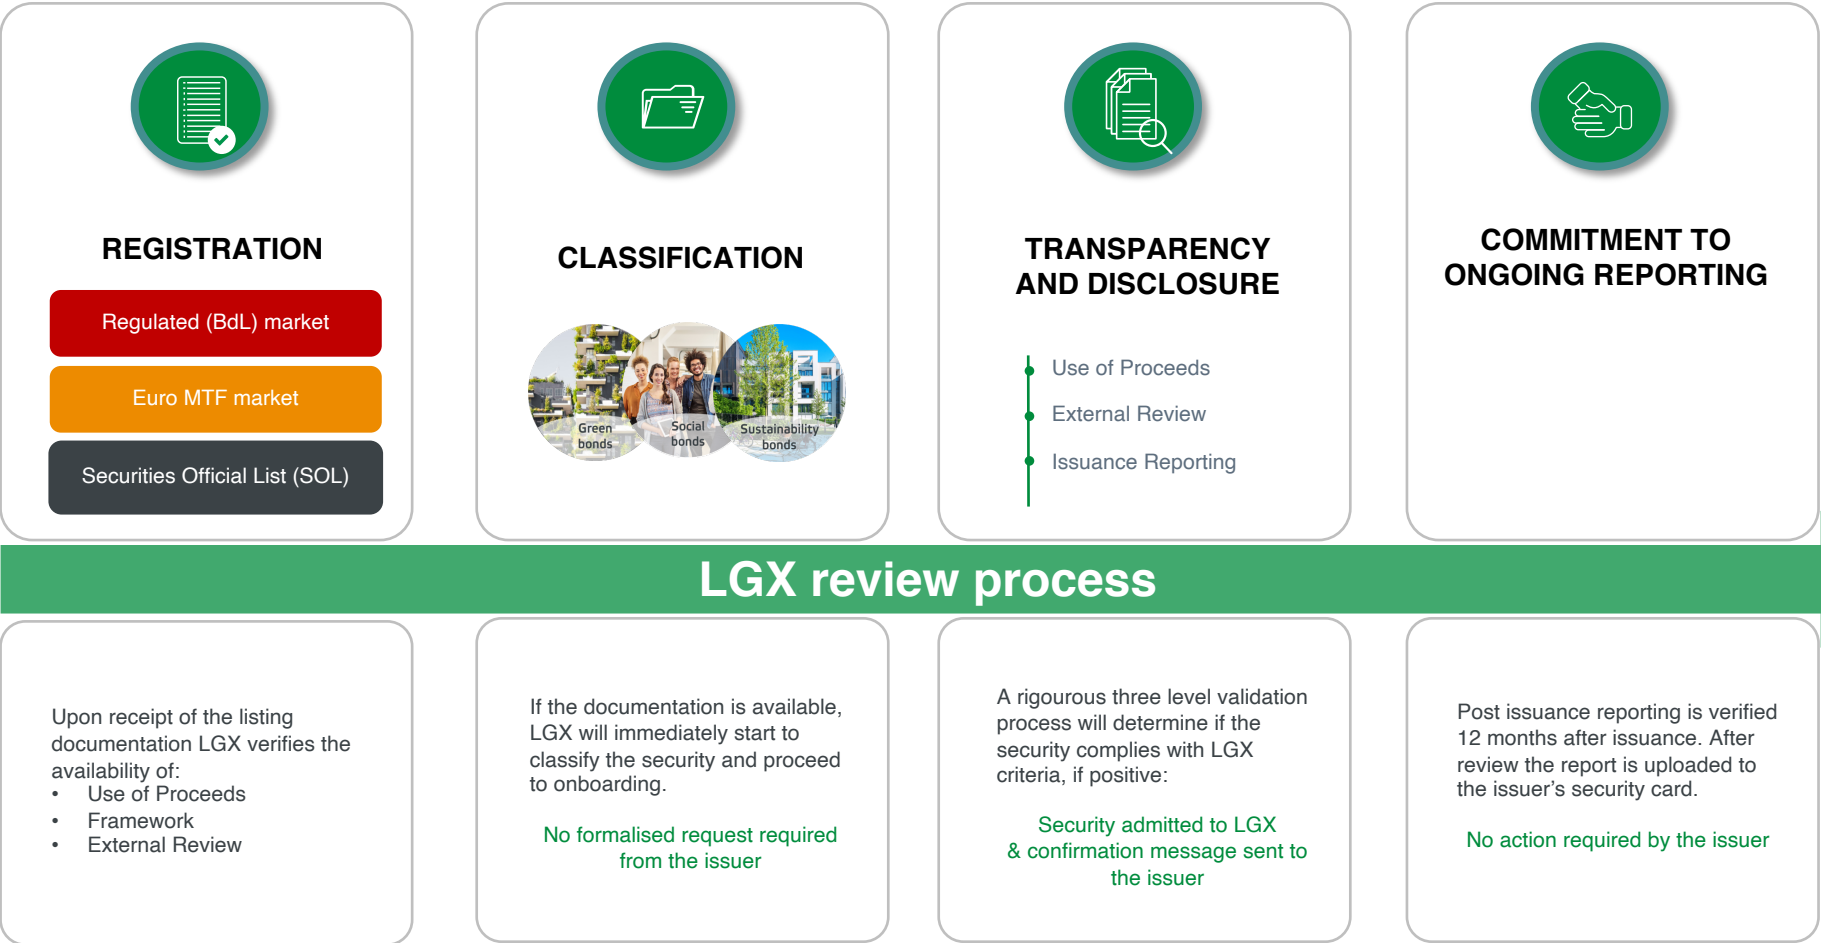 REGISTRATION
Regulated (BdL) market
Euro MTF market
Securities Official List (SOL)
CLASSIFICATION
Green
bonds
Social
bonds
Sustainability
bonds
TRANSPARENCY
AND DISCLOSURE
Use of Proceeds
External Review
Issuance Reporting
COMMITMENT TO
ONGOING REPORTING
LGX review process
Upon receipt of the listing
documentation LGX verifies the
availability of:
• Use of Proceeds
• Framework
• External Review
If the documentation is available,
LGX will immediately start to
classify the security and proceed
to onboarding.
No formalised request required
from the issuer
A rigourous three level validation
process will determine if the
security complies with LGX
criteria, if positive:
Security admitted to LGX
& confirmation message sent to
the issuer
Post issuance reporting is verified
12 months after issuance. After
review the report is uploaded to
the issuer’s security card.
No action required by the issuer